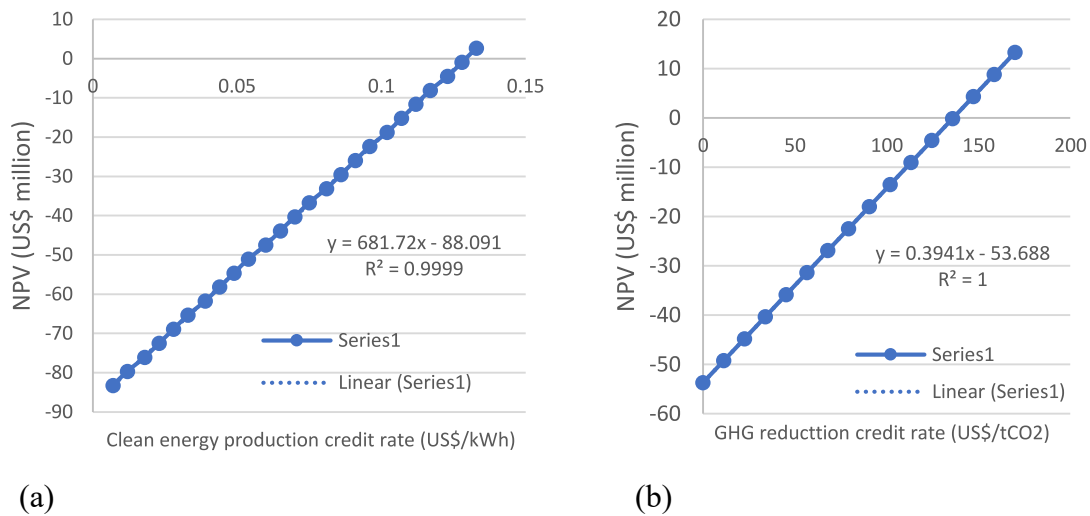 10
0
-10
-20
-30
-40
-50
-60
-70
-80
-90
0
0.05
0.1
0.15
NPV (US$ million)
y = 681.72x - 88.091
R² = 0.9999
Series1
Linear (Series1)
Clean energy production credit rate (US$/kWh)
(a)
20
10
0
-10
-20
-30
-40
-50
-60
0
50
100
150
200
NPV (US$ million)
y = 0.3941x - 53.688
R² = 1
Series1
Linear (Series1)
GHG reducttion credit rate (US$/tCO2)
(b)